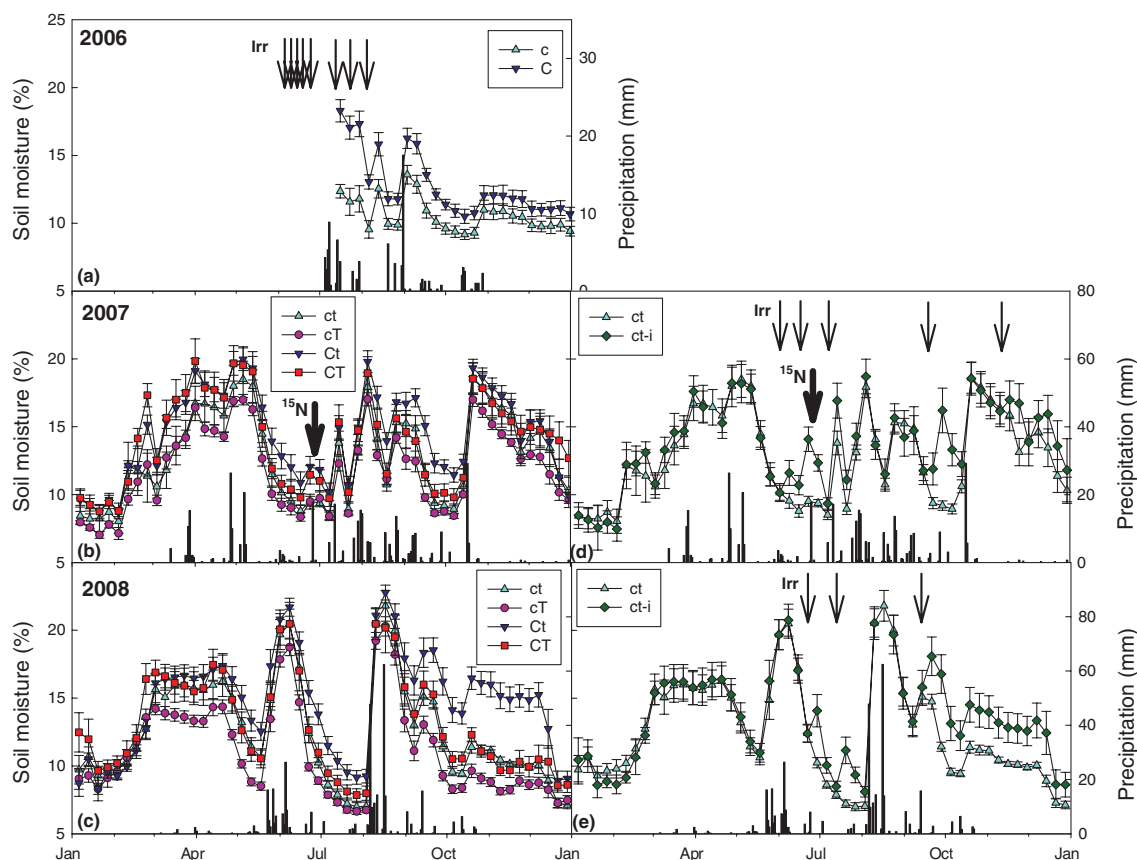 25
2006
Irr
c
C
30
20
15
20
10
10
5
0
Soil moisture (%)
Precipitation (mm)
(a)
2007
ct
cT
Ct
CT
15N
20
15
10
5
Soil moisture (%)
(b)
ct
ct-i
Irr
15N
80
60
40
20
0
Precipitation (mm)
(d)
2008
ct
cT
Ct
CT
20
15
10
5
Soil moisture (%)
(c)
ct
ct-i
Irr
80
60
40
20
0
Precipitation (mm)
(e)
Jan Apr Jul Oct Jan Apr Jul Oct Jan